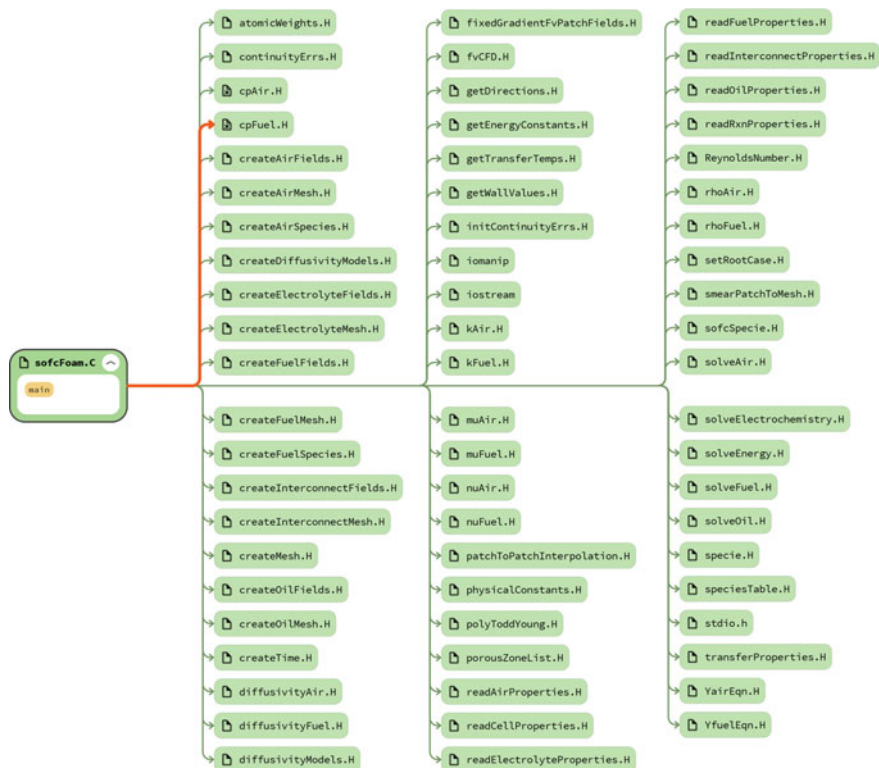 sofcFoam.C
main
atomicWeights.H
continuityErrs.H
cpAir.H
cpFuel.H
createAirFields.H
createAirMesh.H
createAirSpecies.H
createDiffusivityModels.H
createElectrolyteFields.H
createElectrolyteMesh.H
createFuelFields.H
createFuelMesh.H
createFuelSpecies.H
createInterconnectFields.H
createInterconnectMesh.H
createMesh.H
createOilFields.H
createOilMesh.H
createTime.H
diffusivityAir.H
diffusivityFuel.H
diffusivityModels.H
fixedGradientFvPatchFields.H
fvCFD.H
getDirections.H
getEnergyConstants.H
getTransferTemps.H
getWallValues.H
initContinuityErrs.H
iomanip
iostream
kAir.H
kFuel.H
muAir.H
muFuel.H
nuAir.H
nuFuel.H
patchToPatchInterpolation.H
physicalConstants.H
polyToddYoung.H
porousZoneList.H
readAirProperties.H
readCellProperties.H
readElectrolyteProperties.H
readFuelProperties.H
readInterconnectProperties.H
readOilProperties.H
readRxnProperties.H
ReynoldsNumber.H
rhoAir.H
rhoFuel.H
setRootCase.H
smearPatchToMesh.H
sofcSpecie.H
solveAir.H
solveElectrochemistry.H
solveEnergy.H
solveFuel.H
solveOil.H
specie.H
speciesTable.H
stdio.h
transferProperties.H
YairEqn.H
YfuelEqn.H